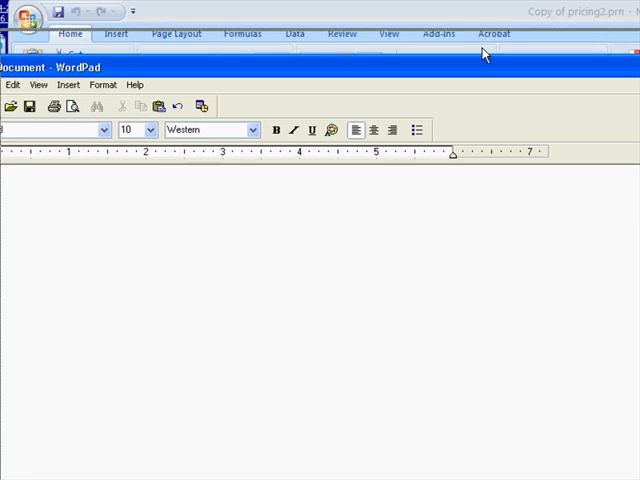 Copy of pricing2.prn - M
Home Insert Page Layout Formulas Data Review View Add-Ins Acrobat
Document - WordPad
Edit View Insert Format Help
10 Western B I U
1 2 3 4 5 7